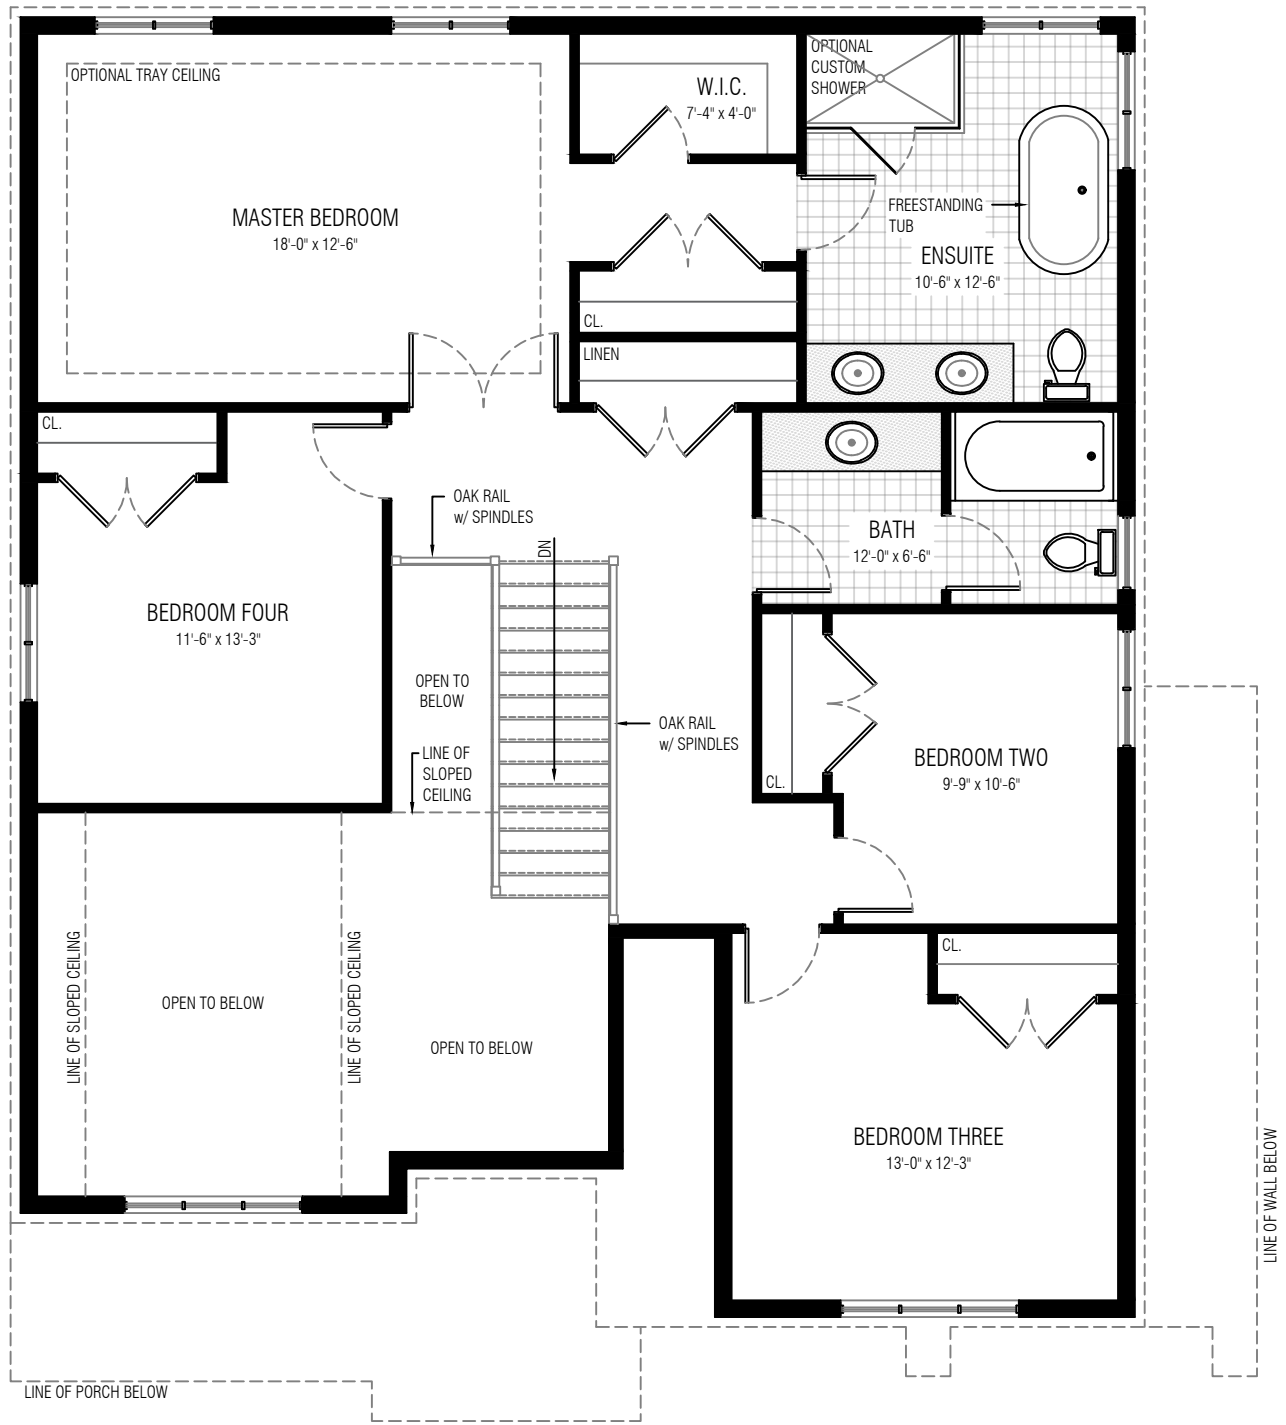 OPTIONAL TRAY CEILING
W.I.C.
7'-4" x 4'-0"
OPTIONAL
CUSTOM
SHOWER
MASTER BEDROOM
18'-0" x 12'-6"
FREESTANDING
TUB
ENSUITE
10'-6" x 12'-6"
CL.
LINEN
CL.
OAK RAIL
w/ SPINDLES
DN
BATH
12'-0" x 6'-6"
BEDROOM FOUR
11'-6" x 13'-3"
OPEN TO
BELOW
OAK RAIL
w/ SPINDLES
LINE OF
SLOPED
CEILING
CL.
BEDROOM TWO
9'-9" x 10'-6"
LINE OF SLOPED CEILING
OPEN TO BELOW
LINE OF SLOPED CEILING
OPEN TO BELOW
CL.
BEDROOM THREE
13'-0" x 12'-3"
LINE OF WALL BELOW
LINE OF PORCH BELOW